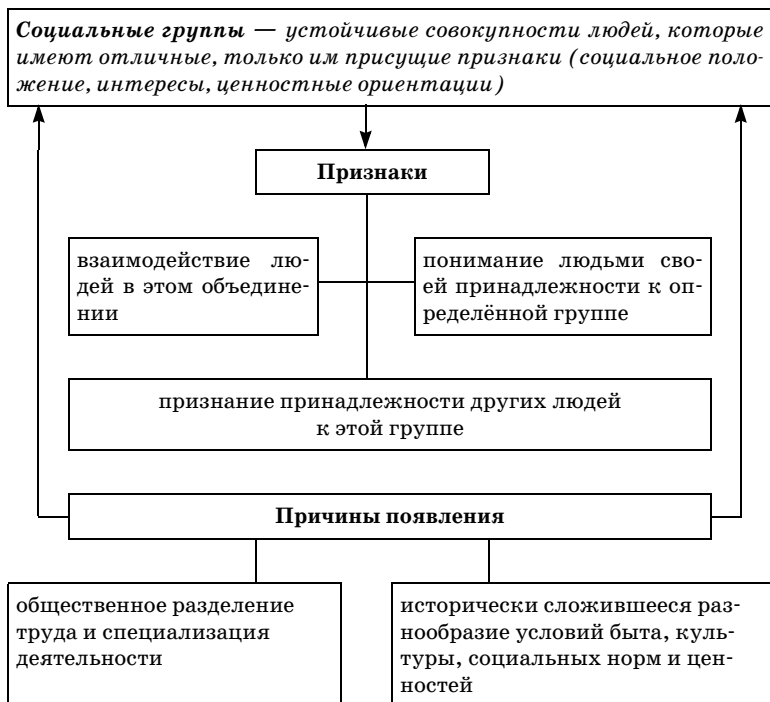 Социальные группы — устойчивые совокупности людей, которые
имеют отличные, только им присущие признаки (социальное поло-
жение, интересы, ценностные ориентации)
Признаки
взаимодействие лю-
дей в этом объедине-
нии
понимание людьми сво-
ей принадлежности к оп-
ределённой группе
признание принадлежности других людей
к этой группе
Причины появления
общественное разделение
труда и специализация
деятельности
исторически сложившееся раз-
нообразие условий быта, куль-
туры, социальных норм и цен-
ностей